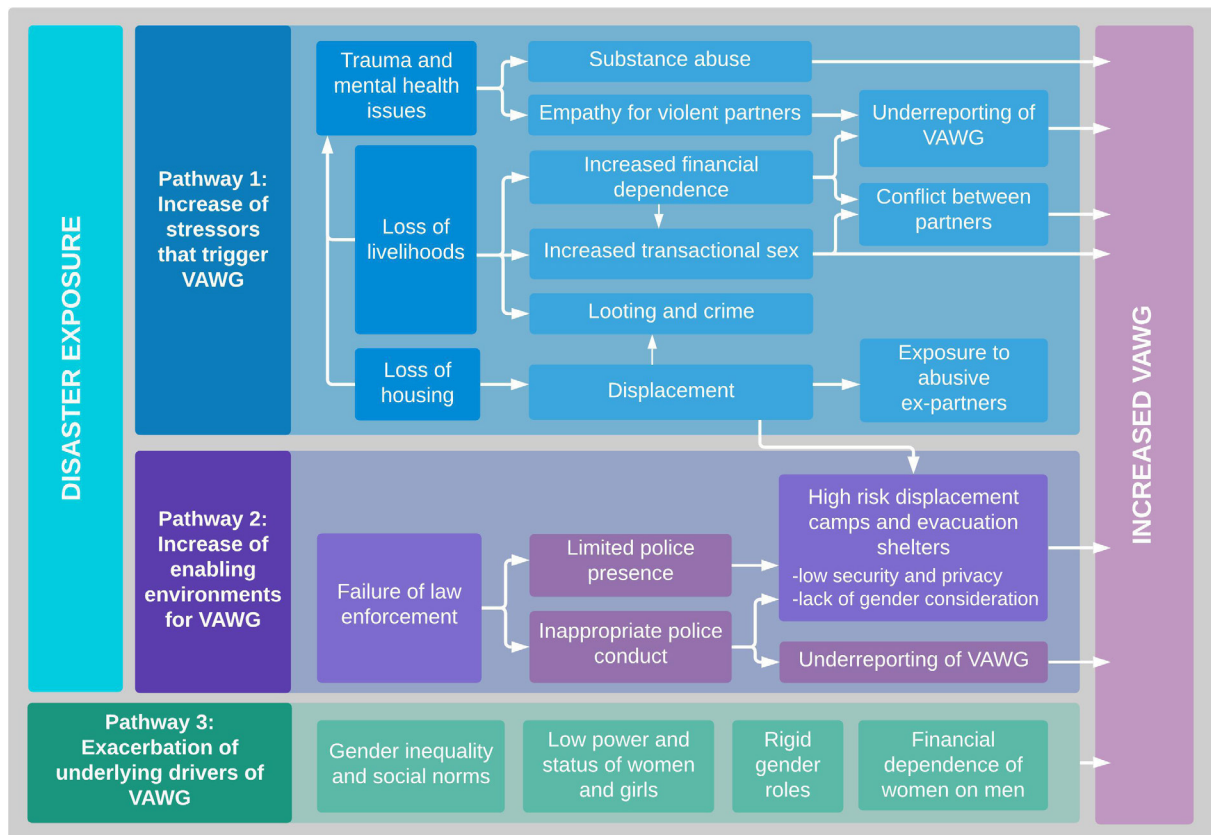 DISASTER EXPOSURE
Pathway 1:
Increase of
stressors
that trigger
VAWG
Trauma and
mental health
issues
Loss of
livelihoods
Loss of
housing
Substance abuse
Empathy for violent partners
Increased financial
dependence
Increased transactional sex
Looting and crime
Displacement
Underreporting of
VAWG
Conflict between
partners
Exposure to
abusive
ex-partners
Pathway 2:
Increase of
enabling
environments
for VAWG
Failure of law
enforcement
Limited police
presence
Inappropriate police
conduct
High risk displacement
camps and evacuation
shelters
-low security and privacy
-lack of gender consideration
Underreporting of VAWG
Pathway 3:
Exacerbation of
underlying drivers of
VAWG
Gender inequality
and social norms
Low power and
status of women
and girls
Rigid
gender
roles
Financial
dependence of
women on men
INCREASED VAWG